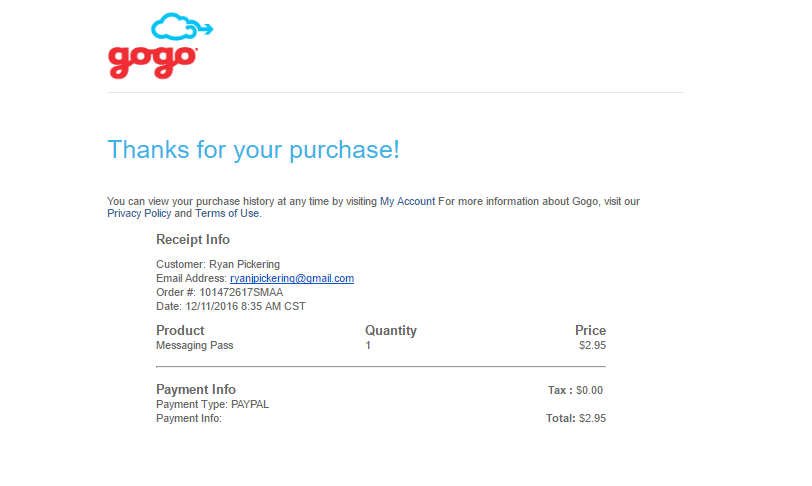 gogo
Thanks for your purchase!
You can view your purchase history at any time by visiting My Account For more information about Gogo, visit our
Privacy Policy and Terms of Use.
Receipt Info
Customer: Ryan Pickering
Email Address: ryanjpickering@gmail.com
Order #: 101472617SMAA
Date: 12/11/2016 8:35 AM CST
Product Quantity Price
Messaging Pass 1 $2.95
Payment Info Tax : $0.00
Payment Type: PAYPAL
Payment Info: Total: $2.95